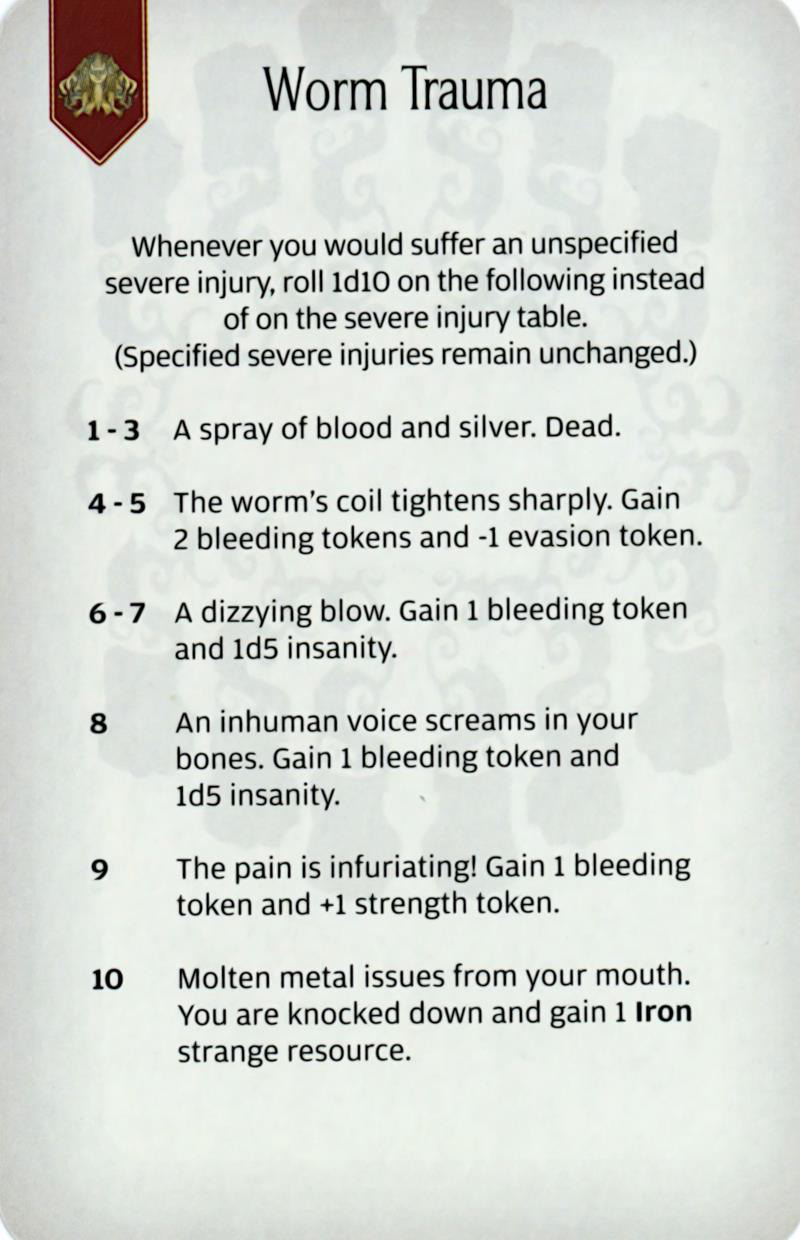 Worm Trauma
Whenever you would suffer an unspecified
severe injury, roll 1d10 on the following instead
of on the severe injury table.
(Specified severe injuries remain unchanged.)
1 - 3 A spray of blood and silver. Dead.
4 - 5 The worm's coil tightens sharply. Gain
2 bleeding tokens and -1 evasion token.
6 - 7 A dizzying blow. Gain 1 bleeding token
and 1d5 insanity.
8 An inhuman voice screams in your
bones. Gain 1 bleeding token and
1d5 insanity.
9 The pain is infuriating! Gain 1 bleeding
token and +1 strength token.
10 Molten metal issues from your mouth.
You are knocked down and gain 1 Iron
strange resource.